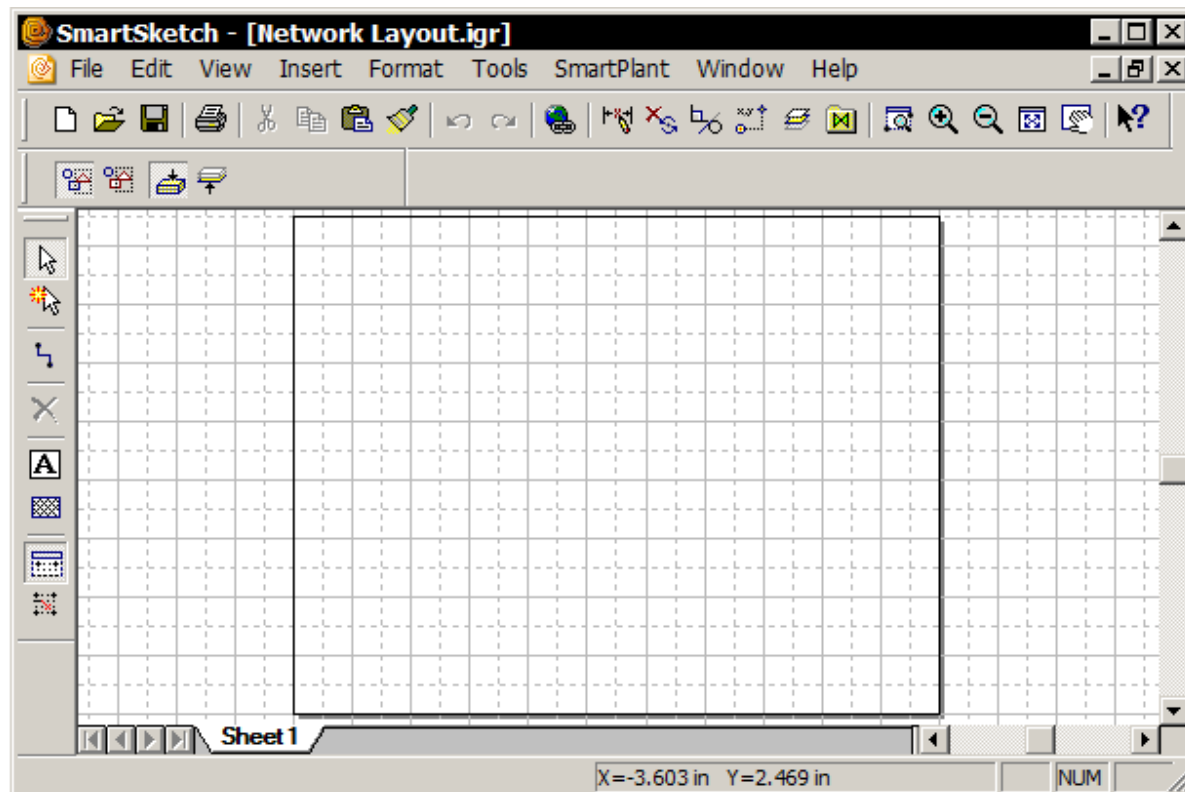 SmartSketch - [Network Layout.igr]
File Edit View Insert Format Tools SmartPlant Window Help
A
Sheet 1
X=-3.603 in Y=2.469 in NUM